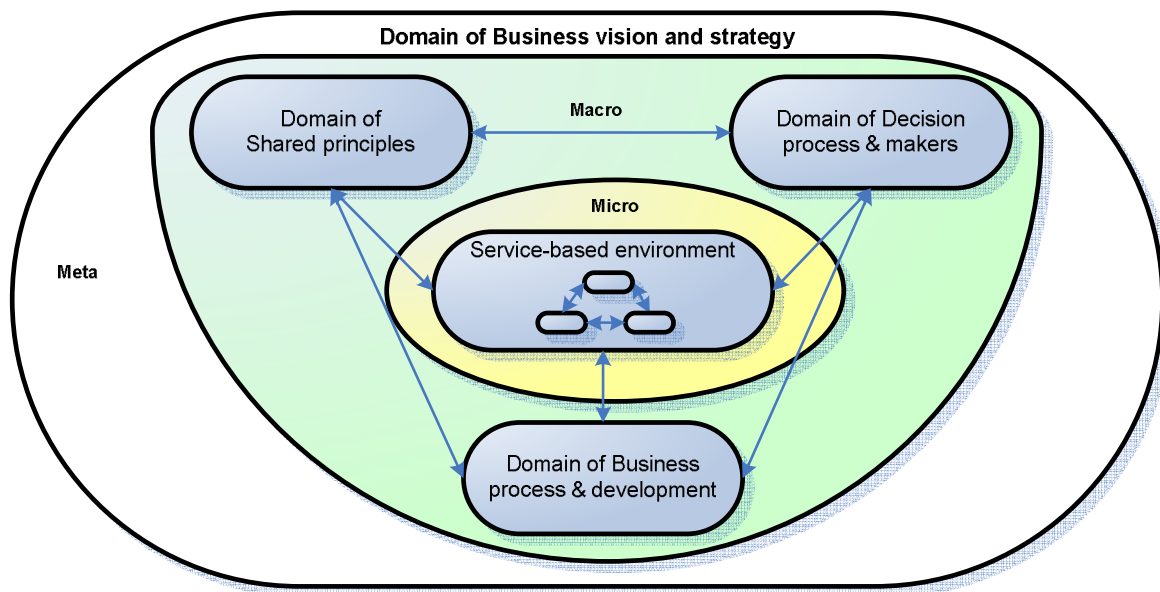 Domain of Business vision and strategy
Domain of
Shared principles
Macro
Domain of Decision
process & makers
Micro
Service-based environment
Meta
Domain of Business
process & development